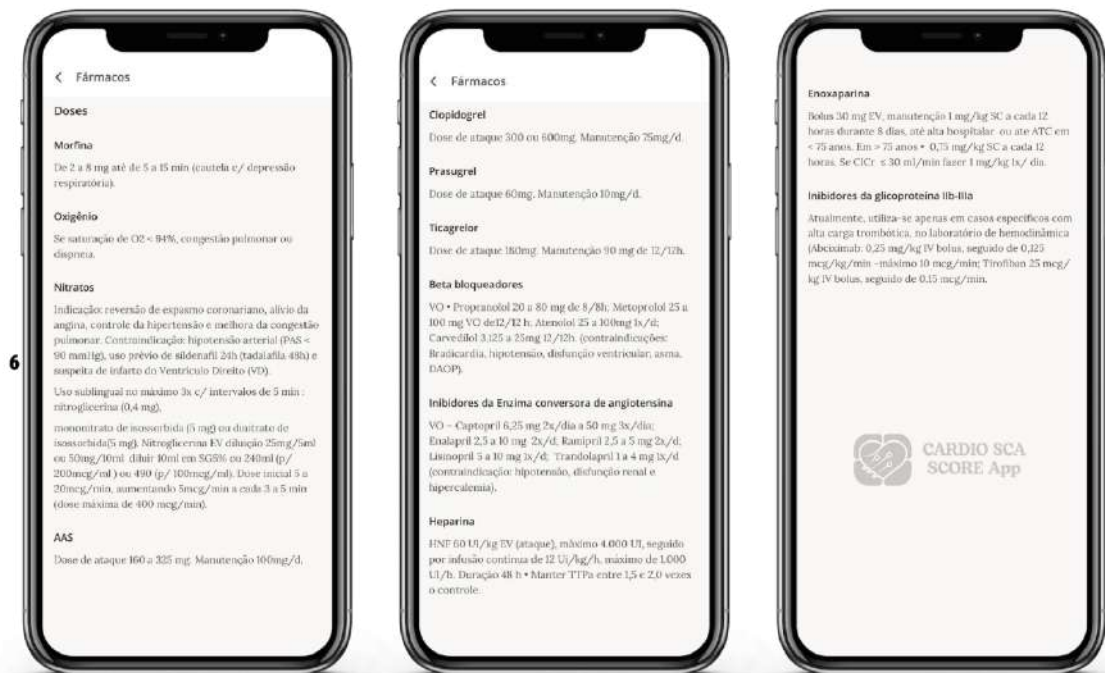 Fármacos
Doses
Morfina
De 2 a 8 mg até de 5 a 15 min (cautela c/ depressão
respiratória).
Oxigênio
Se saturação de O2 < 94%, congestão pulmonar ou
dispneia.
Nitratos
Indicação: reversão de espasmo coronariano, alívio da
angina, controle da hipertensão e melhora da congestão
pulmonar. Contraindicação: hipotensão arterial (PAS <
90 mmHg), uso prévio de sildenafil 24h (tadalafila 48h) e
suspeita de infarto do Ventrículo Direito (VD).
Uso sublingual no máximo 3x c/ intervalos de 5 min :
nitroglicerina (0,4 mg),
mononitrato de isossorbida (5 mg) ou dinitrato de
isossorbida(5 mg). Nitroglicerina EV diluição 25mg/5ml
ou 50mg/10ml diluir 10ml em SG5% ou 240ml (p/
200mcg/ml ) ou 490 (p/ 100mcg/ml). Dose inicial 5 a
20mcg/min, aumentando 5mcg/min a cada 3 a 5 min
(dose máxima de 400 mcg/min).
AAS
Dose de ataque 160 a 325 mg. Manutenção 100mg/d.
6
Fármacos
Clopidogrel
Dose de ataque 300 ou 600mg. Manutenção 75mg/d.
Prasugrel
Dose de ataque 60mg. Manutenção 10mg/d.
Ticagrelor
Dose de ataque 180mg. Manutenção 90 mg de 12/12h.
Beta bloqueadores
VO • Propranolol 20 a 80 mg de 8/8h; Metoprolol 25 a
100 mg VO de12/12 h. Atenolol 25 a 100mg 1x/d;
Carvedilol 3,125 a 25mg 12/12h. (contraindicações:
Bradicardia, hipotensão, disfunção ventricular, asma,
DAOP).
Inibidores da Enzima conversora de angiotensina
VO – Captopril 6,25 mg 2x/dia a 50 mg 3x/dia;
Enalapril 2,5 a 10 mg 2x/d; Ramipril 2,5 a 5 mg 2x/d;
Lisinopril 5 a 10 mg 1x/d; Trandolapril 1 a 4 mg 1x/d
(contraindicação: hipotensão, disfunção renal e
hipercalemia).
Heparina
HNF 60 UI/kg EV (ataque), máximo 4.000 UI, seguido
por infusão contínua de 12 Ui/kg/h, máximo de 1.000
UI/h. Duração 48 h • Manter TTPa entre 1,5 e 2,0 vezes
o controle.
Enoxaparina
Bolus 30 mg EV, manutenção 1 mg/kg SC a cada 12
horas durante 8 dias, até alta hospitalar ou ate ATC em
< 75 anos. Em > 75 anos • 0,75 mg/kg SC a cada 12
horas. Se ClCr ≤ 30 ml/min fazer 1 mg/kg 1x/ dia.
Inibidores da glicoproteína IIb-IIIa
Atualmente, utiliza-se apenas em casos específicos com
alta carga trombótica, no laboratório de hemodinâmica
(Abciximab: 0,25 mg/kg IV bolus, seguido de 0,125
mcg/kg/min -máximo 10 mcg/min; Tirofiban 25 mcg/
kg IV bolus, seguido de 0,15 mcg/min.
CARDIO SCA
SCORE App